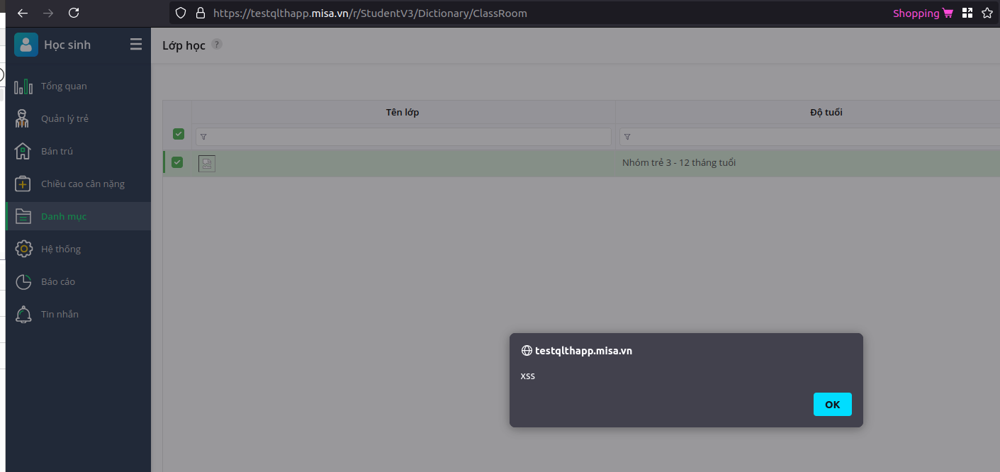 https://testqlthapp.misa.vn/r/StudentV3/Dictionary/ClassRoom
Shopping
Học sinh
Lớp học ?
Tổng quan
Quản lý trẻ
Bán trú
Chiều cao cân nặng
Danh mục
Hệ thống
Báo cáo
Tin nhắn
Tên lớp
Độ tuổi
Nhóm trẻ 3 - 12 tháng tuổi
testqlthapp.misa.vn
xss
OK